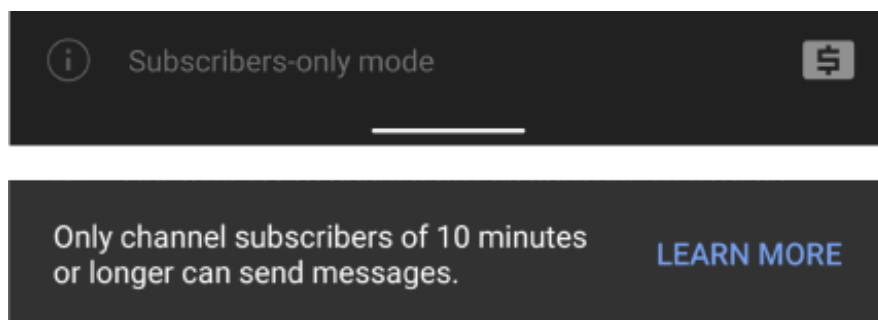 Subscribers-only mode
Only channel subscribers of 10 minutes
or longer can send messages.
LEARN MORE